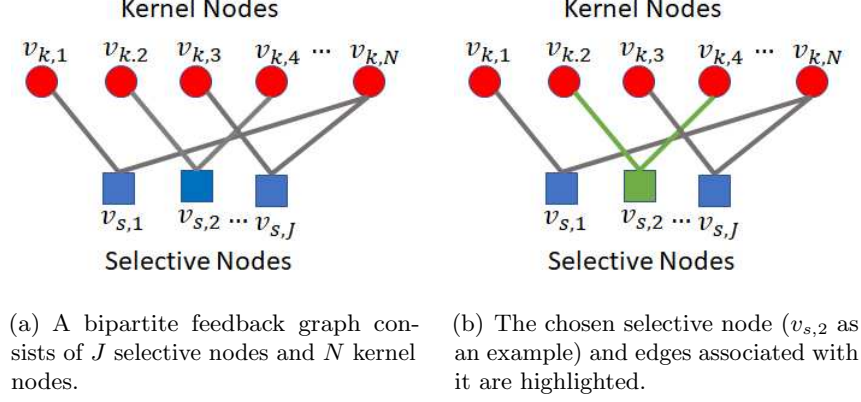 Kernel Nodes
v_{k,1} v_{k.2} v_{k,3} v_{k,4} ... v_{k,N}
v_{s,1} v_{s,2} ... v_{s,J}
Selective Nodes
(a) A bipartite feedback graph con-
sists of J selective nodes and N kernel
nodes.
Kernel Nodes
v_{k,1} v_{k.2} v_{k,3} v_{k,4} ... v_{k,N}
v_{s,1} v_{s,2} ... v_{s,J}
Selective Nodes
(b) The chosen selective node (v_{s,2} as
an example) and edges associated with
it are highlighted.